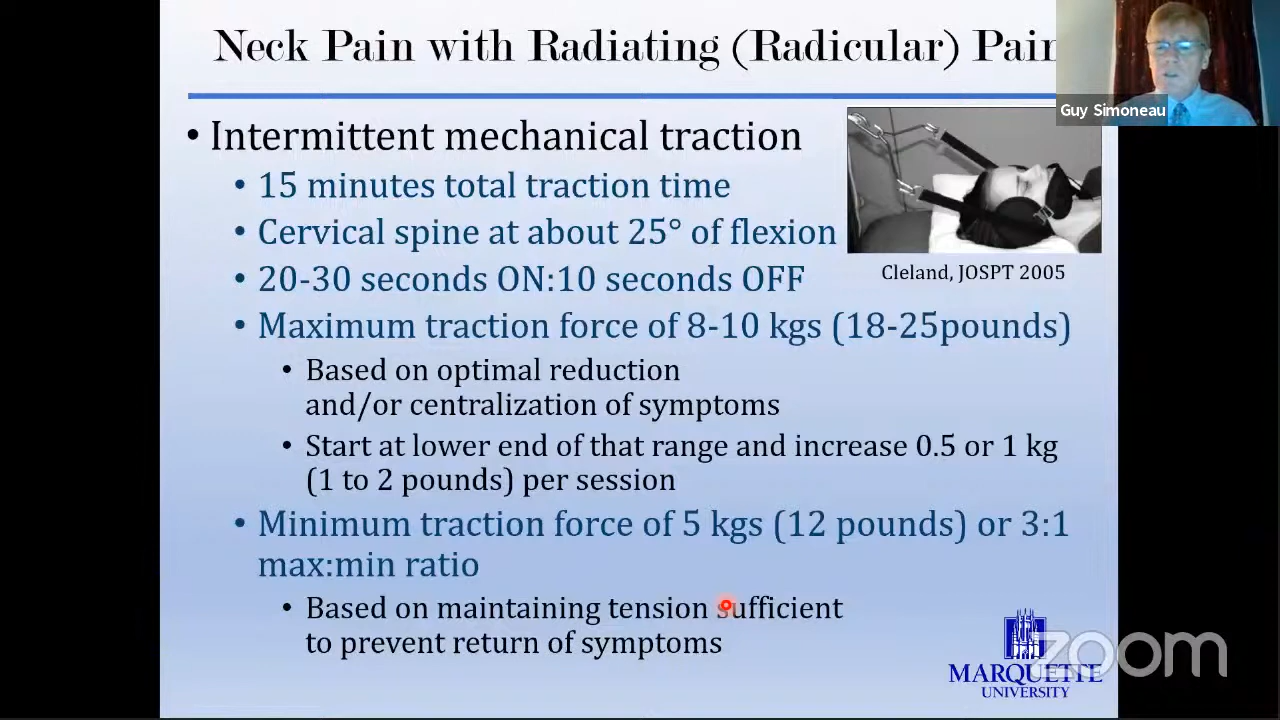 Neck Pain with Radiating (Radicular) Pain
Guy Simoneau
• Intermittent mechanical traction
• 15 minutes total traction time
• Cervical spine at about 25° of flexion
• 20-30 seconds ON:10 seconds OFF
Cleland, JOSPT 2005
• Maximum traction force of 8-10 kgs (18-25pounds)
• Based on optimal reduction
and/or centralization of symptoms
• Start at lower end of that range and increase 0.5 or 1 kg
(1 to 2 pounds) per session
• Minimum traction force of 5 kgs (12 pounds) or 3:1
max:min ratio
• Based on maintaining tension sufficient
to prevent return of symptoms
zoom
MARQUETTE
UNIVERSITY